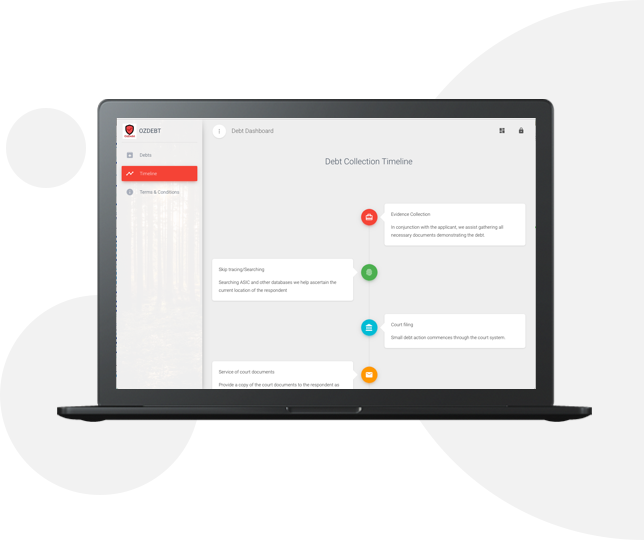 OZDEBT
Debt Dashboard
Debts
Timeline
Terms & Conditions
Debt Collection Timeline
Evidence Collection
In conjunction with the applicant, we assist gathering all
necessary documents demonstrating the debt.
Skip tracing/Searching
Searching ASIC and other databases we help ascertain the
current location of the respondent
Court filing
Small debt action commences through the court system
Service of court documents
Provide a copy of the court documents to the respondent as